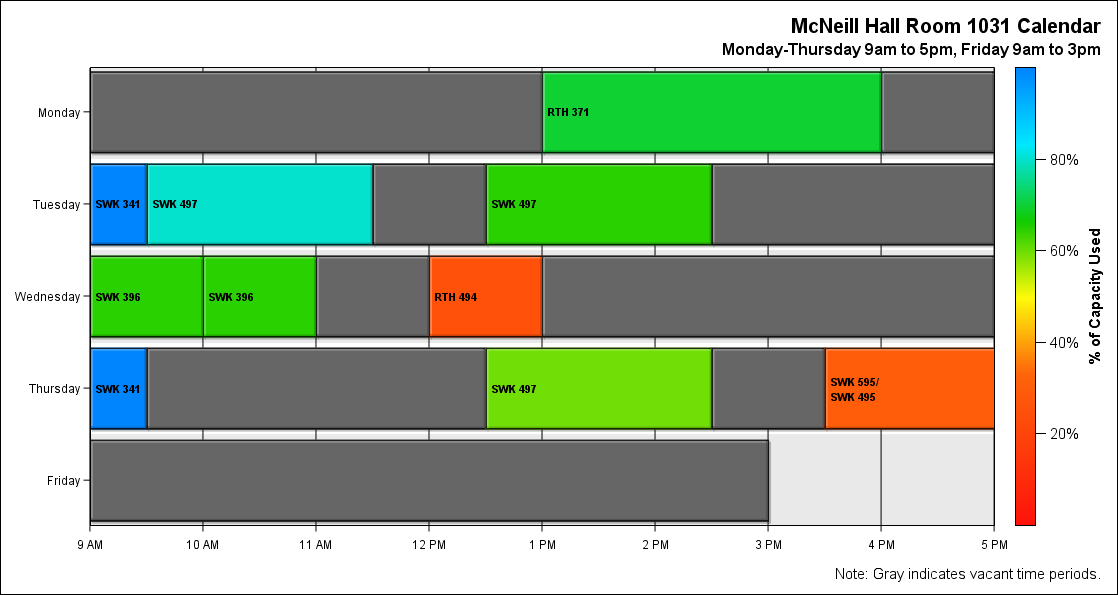 McNeill Hall Room 1031 Calendar
Monday-Thursday 9am to 5pm, Friday 9am to 3pm
Monday
RTH 371
Tuesday
SWK 341
SWK 497
SWK 497
Wednesday
SWK 396
SWK 396
RTH 494
Thursday
SWK 341
SWK 497
SWK 595/
SWK 495
Friday
9 AM
10 AM
11 AM
12 PM
1 PM
2 PM
3 PM
4 PM
5 PM
80%
60%
40%
20%
% of Capacity Used
Note: Gray indicates vacant time periods.